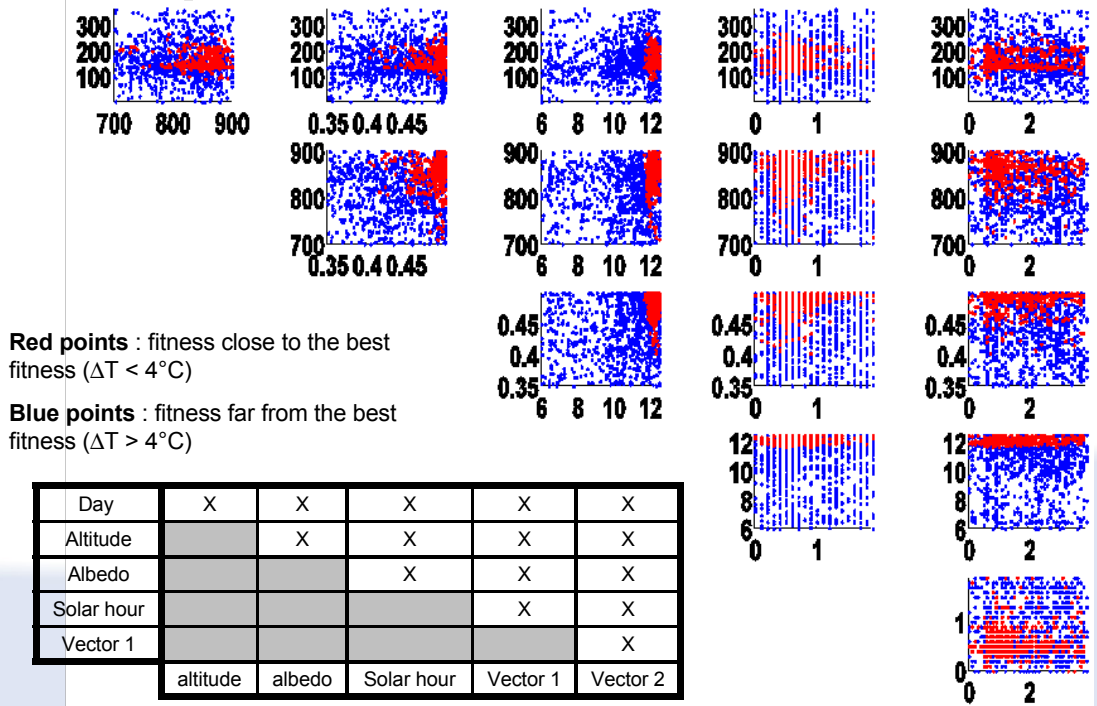 300 300 300 300 300
200 200 200 200 200
100 100 100 100 100
700 800 900 0.35 0.4 0.45 6 8 10 12 0 1 0 2
900 900 900 900
800 800 800 800
700 700 700 700
0.35 0.4 0.45 6 8 10 12 0 1 0 2
0.45 0.45 0.45
0.4 0.4 0.4
0.35 0.35 0.35
6 8 10 12 0 1 0 2
Red points : fitness close to the best
fitness (ΔT < 4°C)
Blue points : fitness far from the best
fitness (ΔT > 4°C)
12 12
10 10
8 8
6 6
0 1 0 2
1
0
0 2
Day X X X X X
Altitude X X X X
Albedo X X X
Solar hour X X
Vector 1 X
altitude albedo Solar hour Vector 1 Vector 2